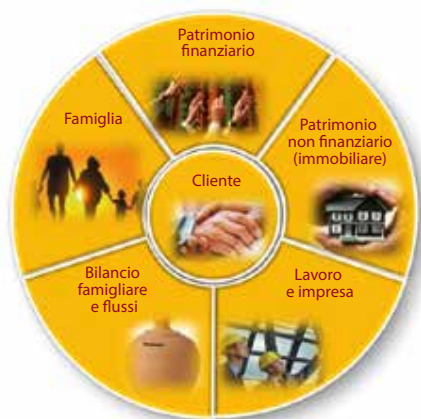 Patrimonio
finanziario
Famiglia
Patrimonio
non finanziario
(immobiliare)
Cliente
Bilancio
famigliare
e flussi
Lavoro
e impresa